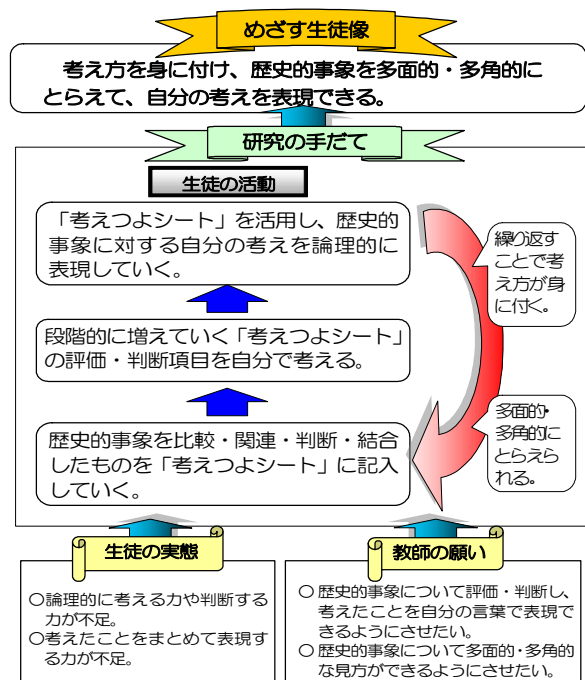 めざす生徒像
考え方を身に付け、歴史的事象を多面的・多角的に
とらえて、自分の考えを表現できる。
研究の手だて
生徒の活動
「考えつよシート」を活用し、歴史的
事象に対する自分の考えを論理的に
表現していく。
繰り返す
ことで考
え方が身
に付く。
段階的に増えていく「考えつよシート」
の評価・判断項目を自分で考える。
歴史的事象を比較・関連・判断・結合
したものを「考えつよシート」に記入
していく。
多面的・
多角的に
とらえら
れる。
生徒の実態
○論理的に考える力や判断する
力が不足。
○考えたことをまとめて表現す
る力が不足。
教師の願い
○歴史的事象について評価・判断し、
考えたことを自分の言葉で表現で
きるようにさせたい。
○歴史的事象について多面的・多角的
な見方ができるようにさせたい。